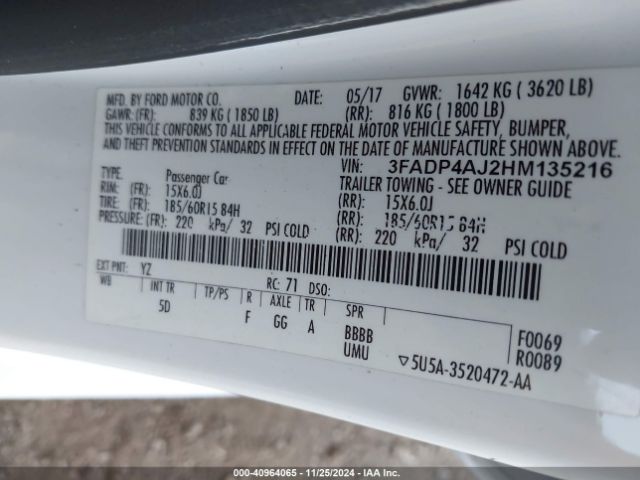 MFD. BY FORD MOTOR CO. DATE: 05/17 GVWR: 1642 KG ( 3620 LB)
GAWR: (FR): 839 KG ( 1850 LB) (RR): 816 KG ( 1800 LB)
THIS VEHICLE CONFORMS TO ALL APPLICABLE FEDERAL MOTOR VEHICLE SAFETY, BUMPER,
AND THEFT PREVENTION STANDARDS IN EFFECT ON THE DATE OF MANUFACTURE SHOWN ABOVE.
VIN: 3FADP4AJ2HM135216
TYPE: Passenger Car TRAILER TOWING - SEE OWNER GUIDE
RIM: (FR): 15X6.0J (RR): 15X6.0J
TIRE: (FR): 185/60R15 84H (RR): 185/60R15 84H
PRESSURE: (FR): 220 kPa/ 32 PSI COLD (RR): 220 kPa/ 32 PSI COLD
EXT PNT: YZ RC: 71 DSO:
WB INT TR TP/PS R AXLE TR SPR
5D F GG A BBBB F0069
UMU ▽5U5A-3520472-AA R0089
000-40964065 - 11/25/2024 - IAA Inc.